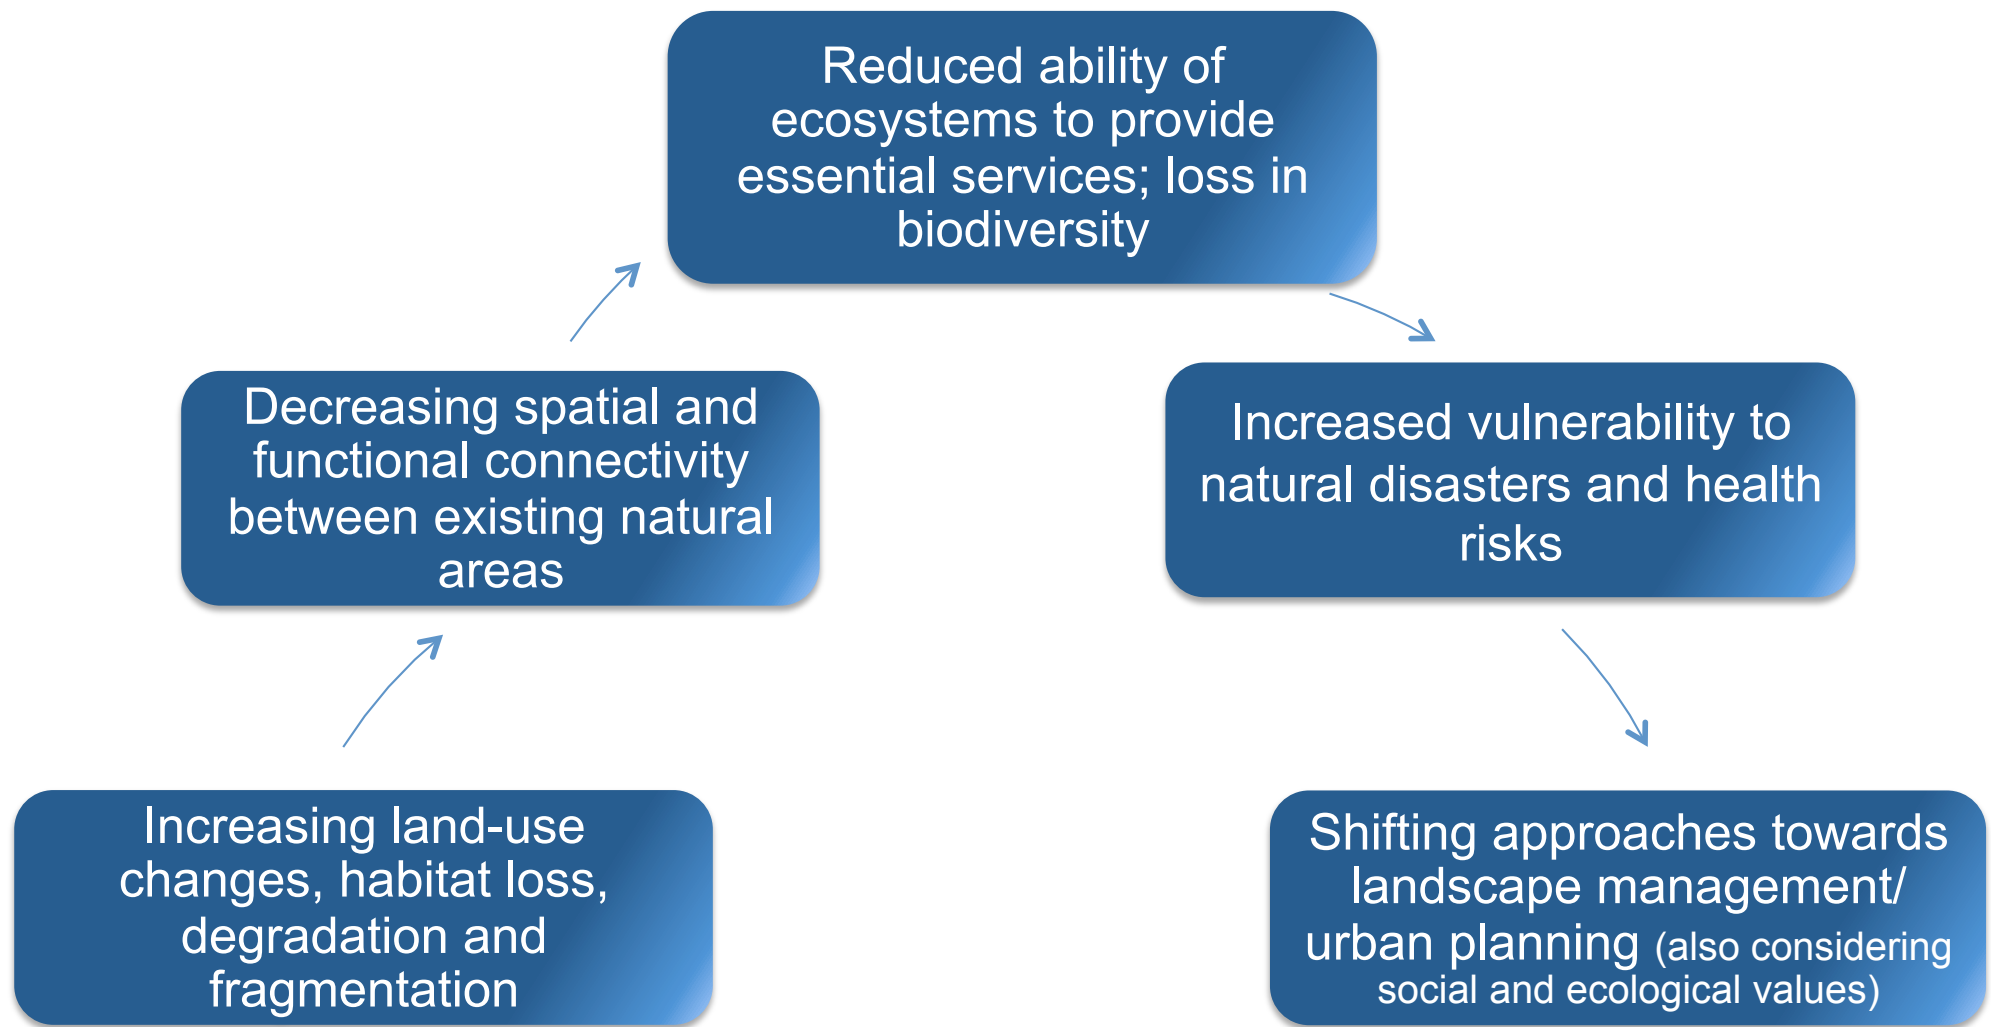 Reduced ability of
ecosystems to provide
essential services; loss in
biodiversity
Decreasing spatial and
functional connectivity
between existing natural
areas
Increased vulnerability to
natural disasters and health
risks
Increasing land-use
changes, habitat loss,
degradation and
fragmentation
Shifting approaches towards
landscape management/
urban planning (also considering
social and ecological values)